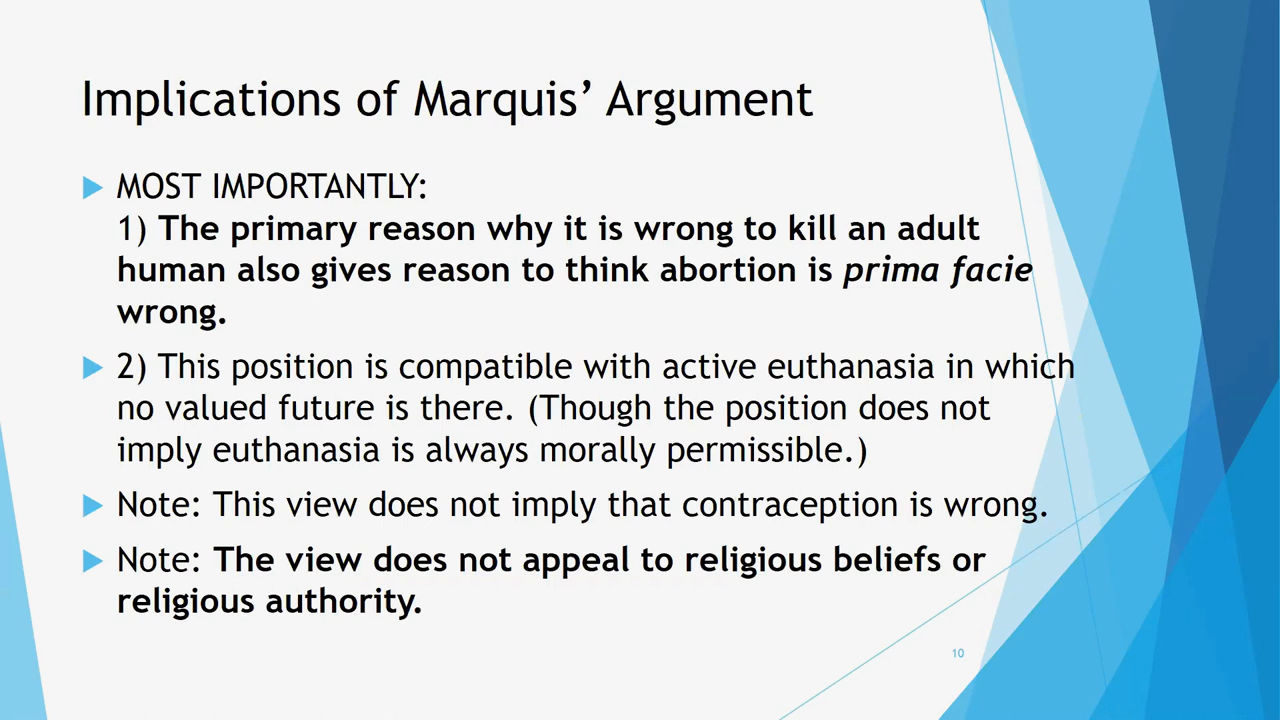 Implications of Marquis’ Argument
MOST IMPORTANTLY:
1) The primary reason why it is wrong to kill an adult
human also gives reason to think abortion is prima facie
wrong.
2) This position is compatible with active euthanasia in which
no valued future is there. (Though the position does not
imply euthanasia is always morally permissible.)
Note: This view does not imply that contraception is wrong.
Note: The view does not appeal to religious beliefs or
religious authority.
10